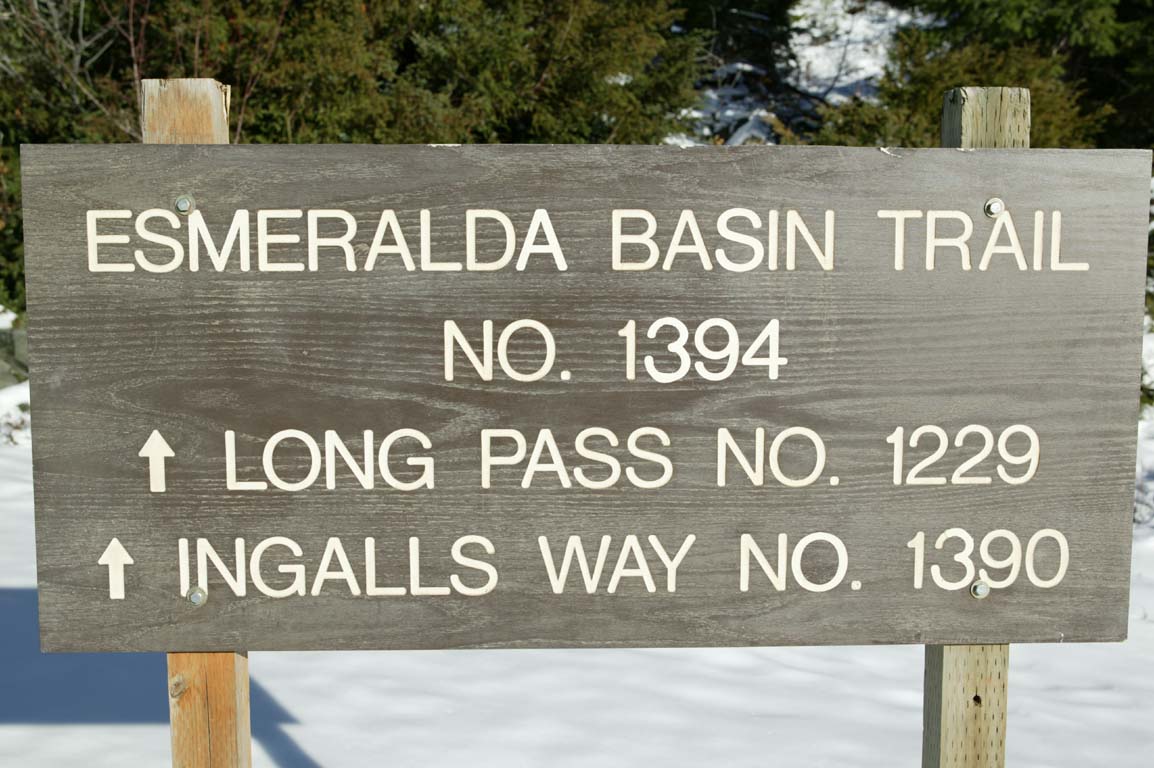 ESMERALDA BASIN TRAIL
NO. 1394
↑ LONG PASS NO. 1229
↑ INGALLS WAY NO. 1390